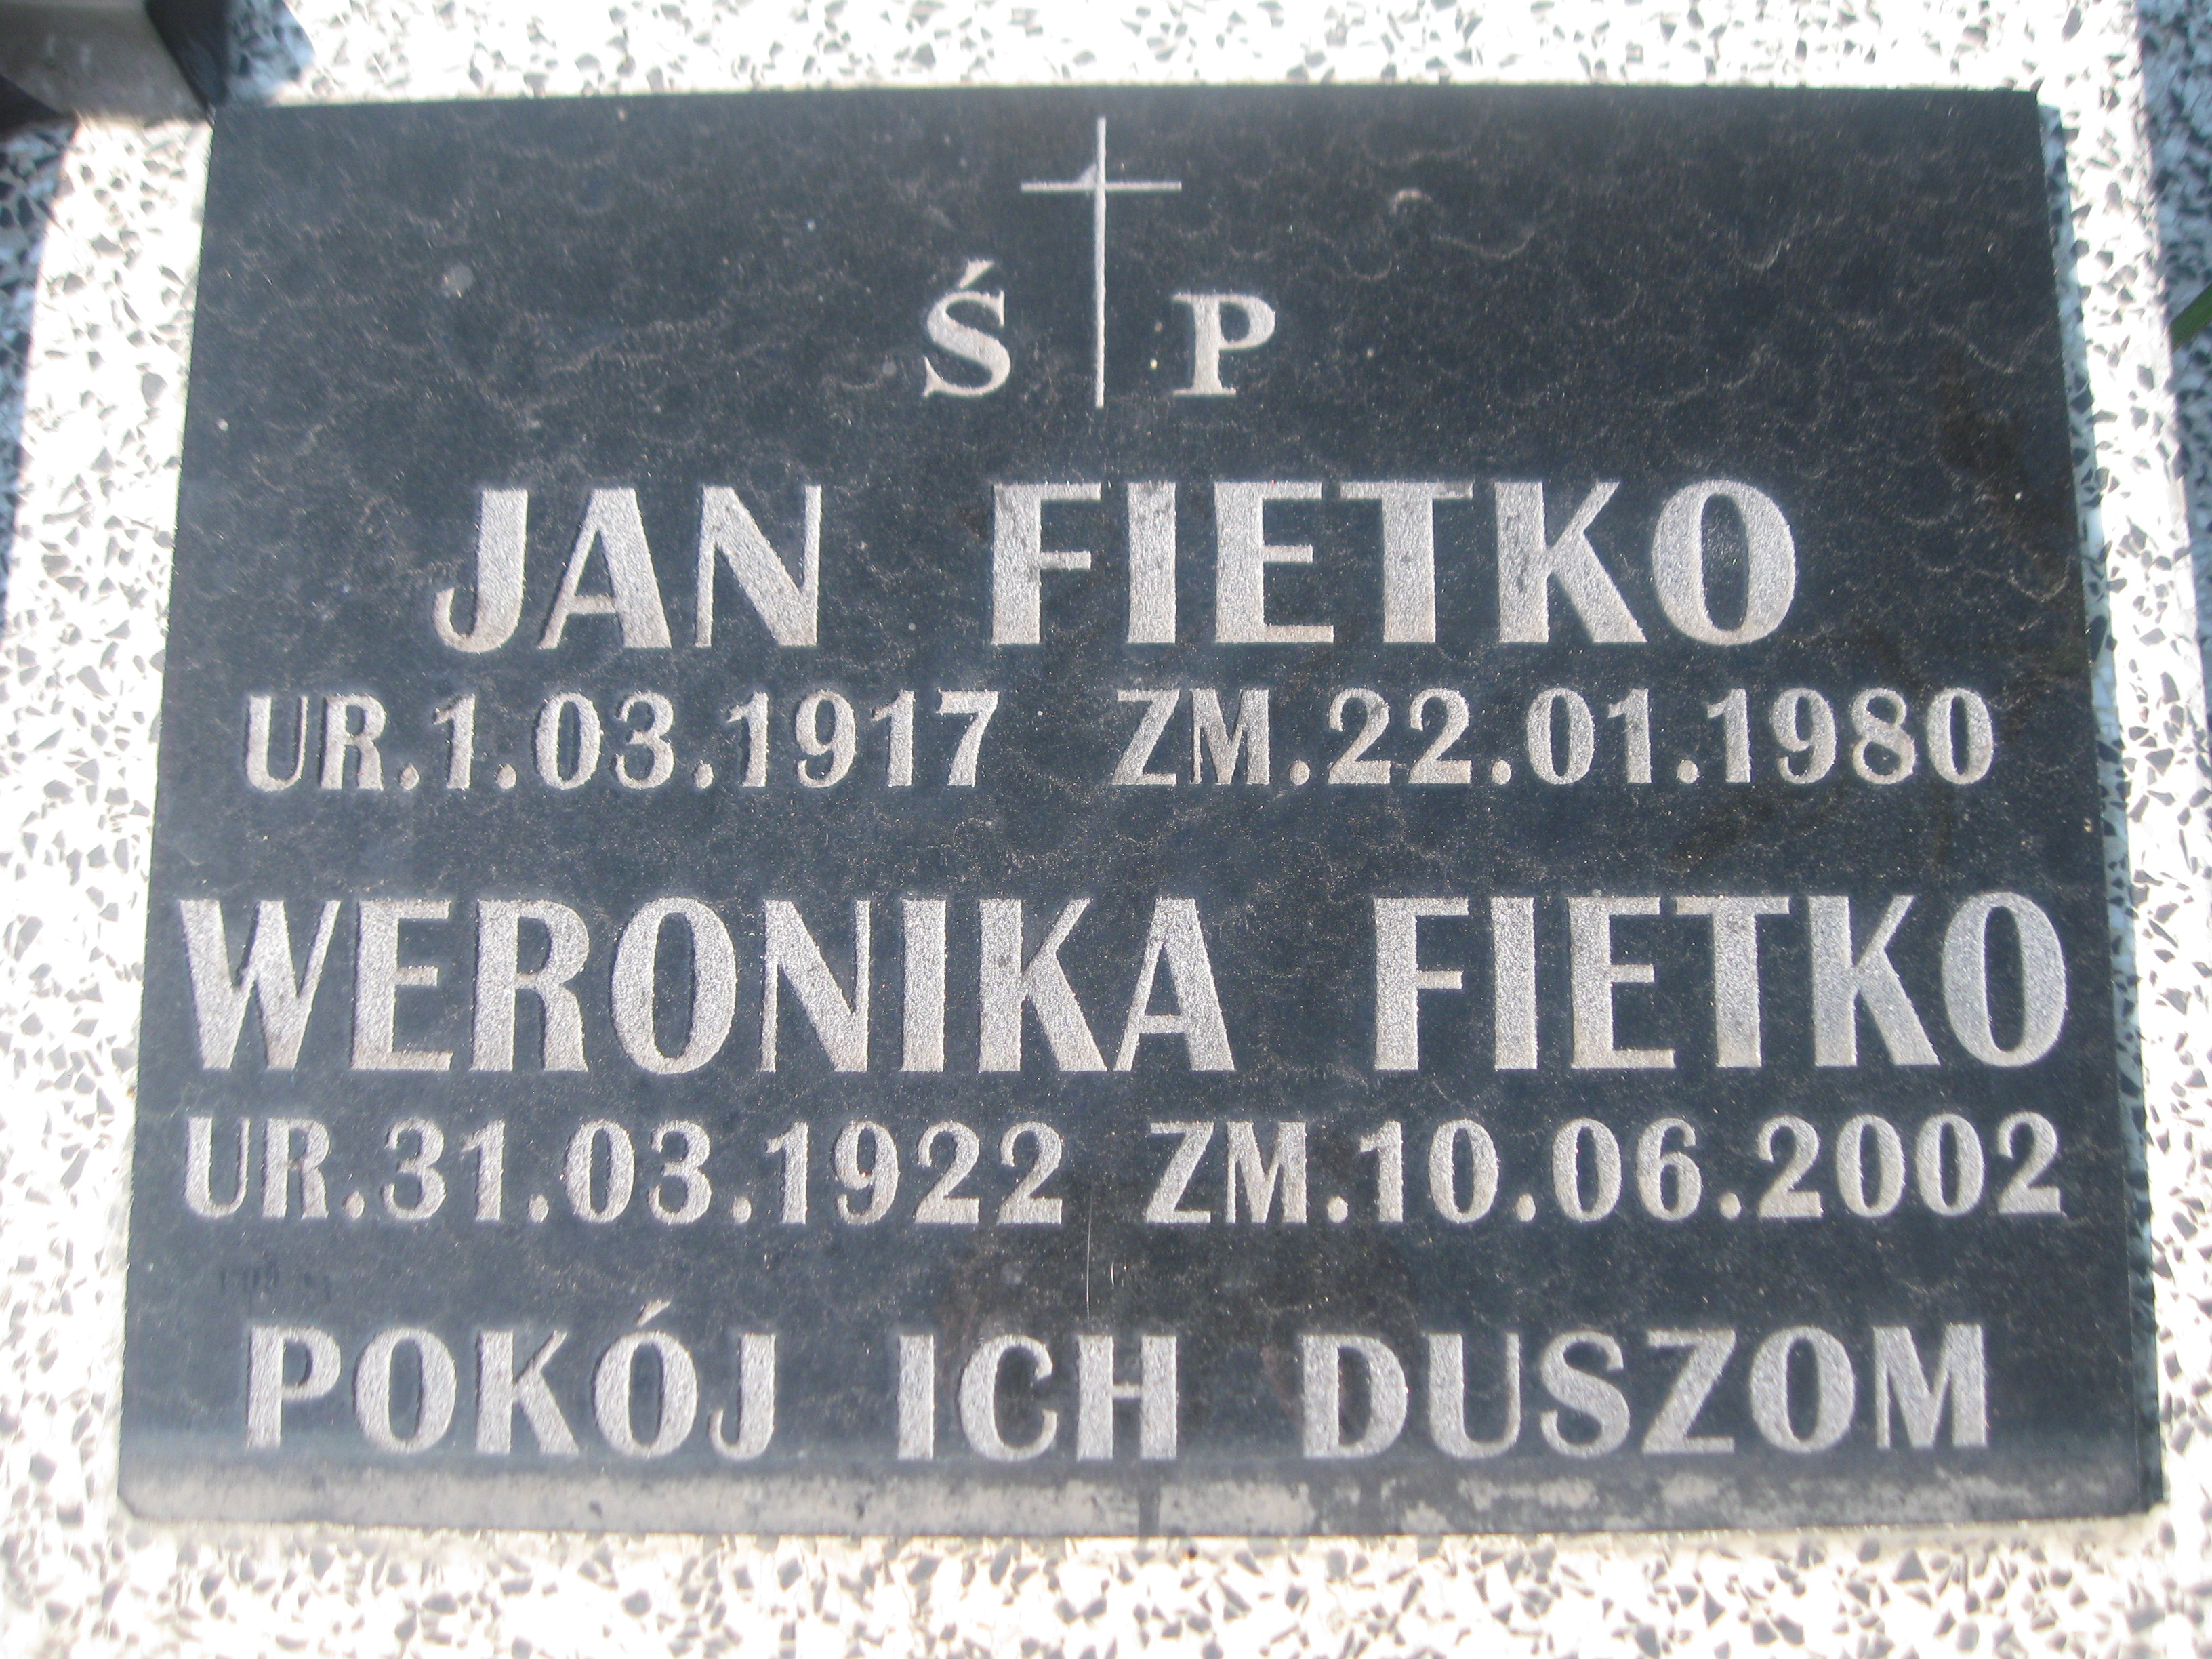 Ś P
JAN FIETKO
UR.1.03.1917 ZM.22.01.1980
WERONIKA FIETKO
UR.31.03.1922 ZM.10.06.2002
POKÓJ ICH DUSZOM